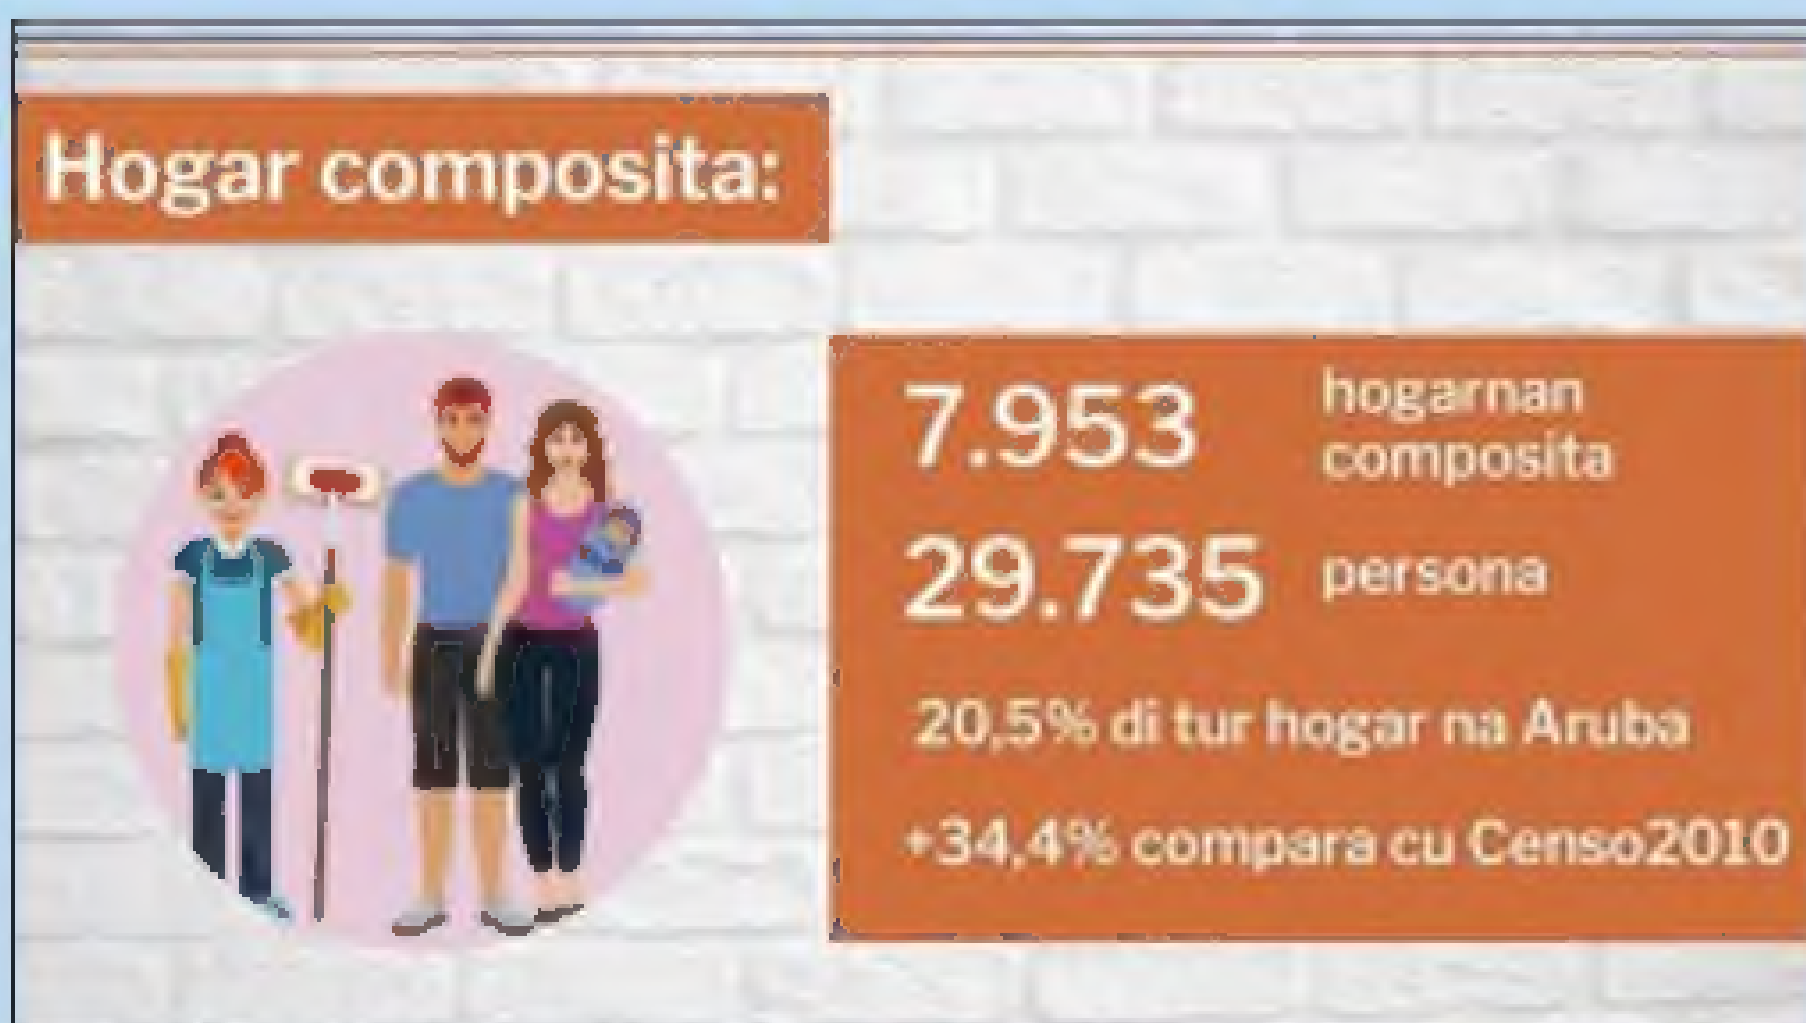 Hogar composita:
7.953 hogarnan
composita
29.735 persona
20,5% di tur hogar na Aruba
+34,4% compara cu Censo2010